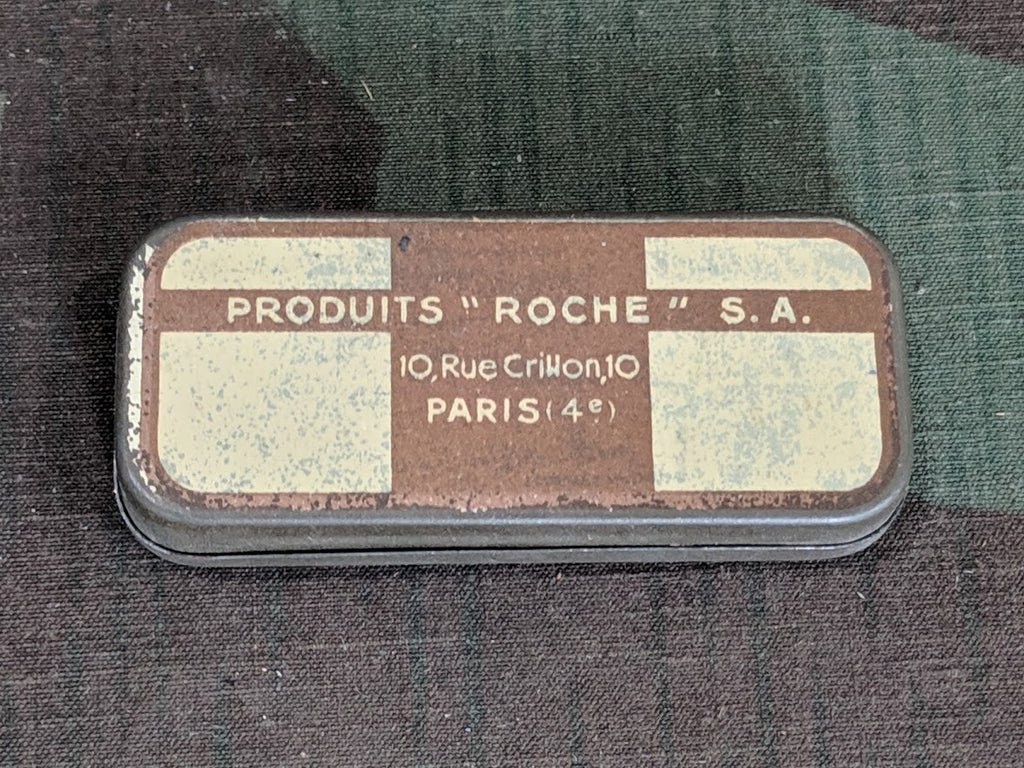 PRODUITS "ROCHE" S.A.
10, Rue Crillon, 10
PARIS (4e)